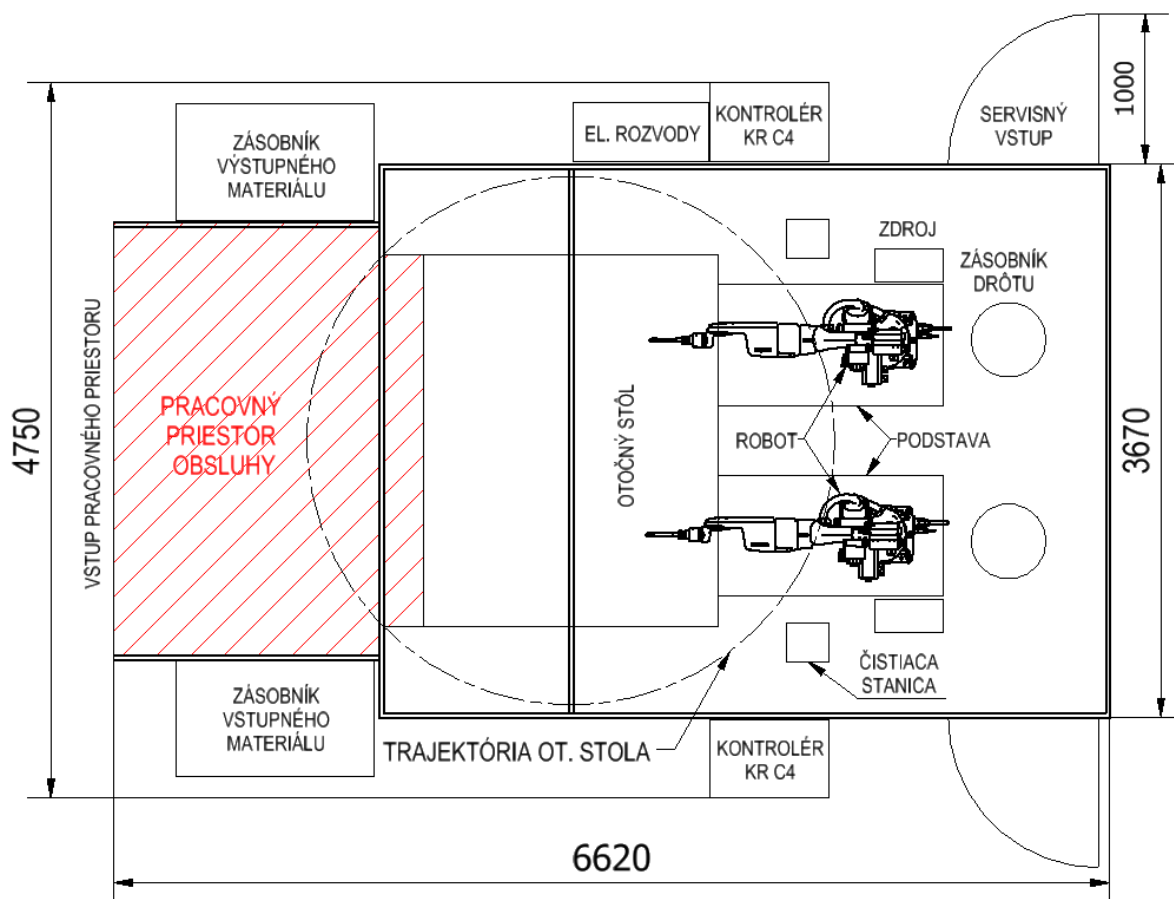 1000
ZÁSOBNÍK
VÝSTUPNÉHO
MATERIÁLU
EL. ROZVODY
KONTROLÉR
KR C4
SERVISNÝ
VSTUP
ZDROJ
ZÁSOBNÍK
DRÔTU
VSTUP PRACOVNÉHO PRIESTORU
PRACOVNÝ
PRIESTOR
OBSLUHY
4750
OTOČNÝ STÔL
ROBOT
PODSTAVA
3670
ČISTIACA
STANICA
ZÁSOBNÍK
VSTUPNÉHO
MATERIÁLU
TRAJEKTÓRIA OT. STOLA
KONTROLÉR
KR C4
6620